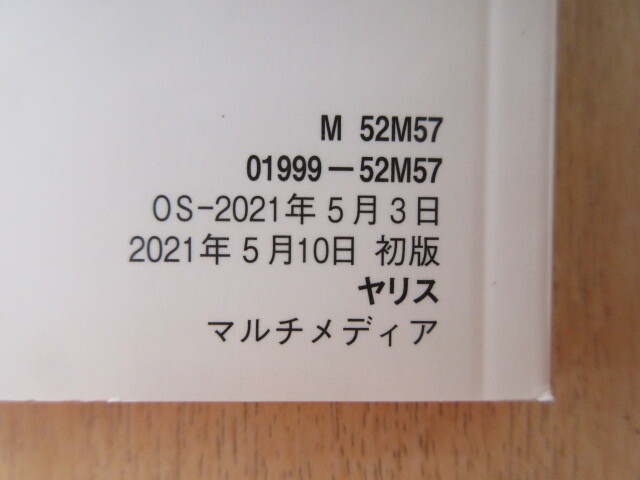 M 52M57
01999-52M57
OS-2021年5月3日
2021年5月10日 初版
ヤリス
マルチメディア